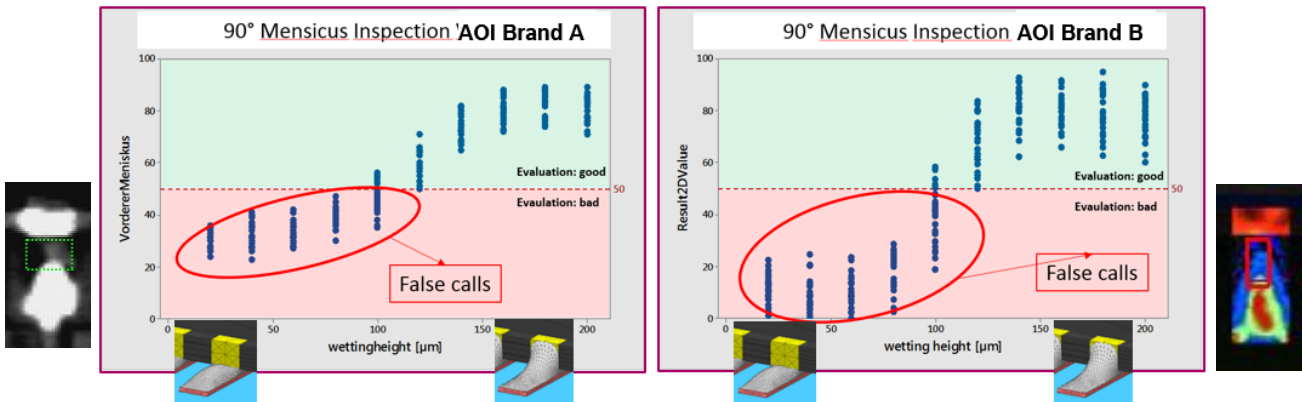 90° Mensicus Inspection AOI Brand A
VordererMeniskus
100
80
60
40
20
0
Evaluation: good
50
Evaulation: bad
False calls
0
50
100
150
200
wettingheight [µm]
90° Mensicus Inspection AOI Brand B
Result2DValue
100
80
60
40
20
0
Evaluation: good
50
Evaulation: bad
False calls
0
50
100
150
200
wetting height [µm]